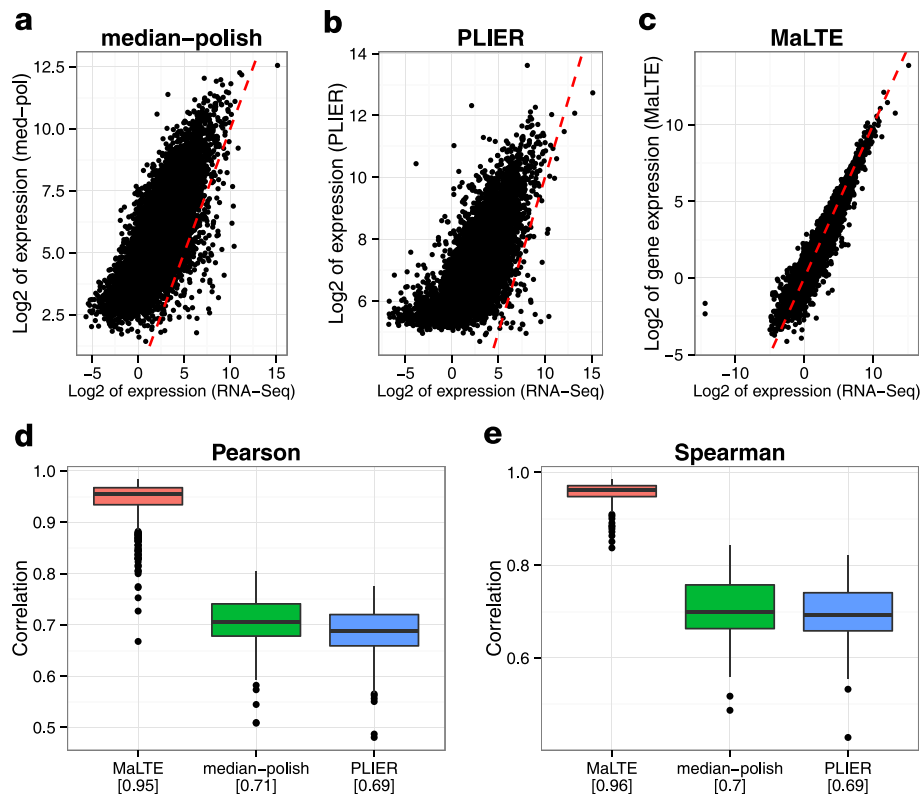 a
median−polish
Log2 of expression (med−pol)
12.5
10.0
7.5
5.0
2.5
−5 0 5 10 15
Log2 of expression (RNA−Seq)
b
PLIER
Log2 of expression (PLIER)
14
12
10
8
6
−5 0 5 10 15
Log2 of expression (RNA−Seq)
c
MaLTE
Log2 of gene expression (MaLTE)
10
5
0
−5
−10 0 10
Log2 of expression (RNA−Seq)
d
Pearson
Correlation
1.0
0.9
0.8
0.7
0.6
0.5
MaLTE median−polish PLIER
[0.95] [0.71] [0.69]
e
Spearman
Correlation
1.0
0.8
0.6
MaLTE median−polish PLIER
[0.96] [0.7] [0.69]